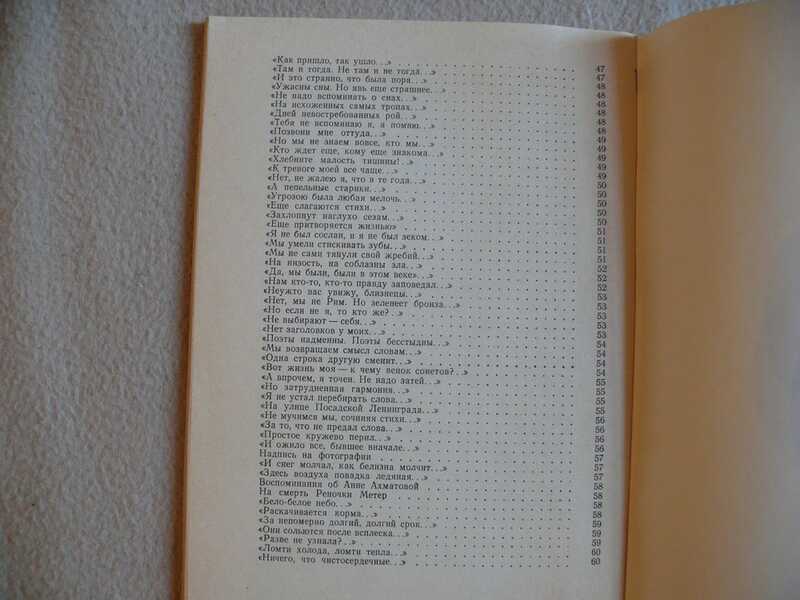 «Как пришло, так ушло...» 47
«Там и тогда. Не там и не тогда...» 47
«И это странно, что была пора...» 48
«Ужасны сны. Но явь еще страшнее...» 48
«Не надо вспоминать о снах...» 48
«На исхоженных самых тропах...» 48
«Дней невостребованных рой...» 48
«Тебя не вспоминаю я, я помню...» 48
«Позвони мне оттуда...» 49
«Но мы не знаем вовсе, кто мы...» 49
«Кто ждет еще, кому еще знакома...» 49
«Хлебните малость тишины!..» 49
«К тревоге моей все чаще...» 49
«Нет, не жалею я, что в те года...» 50
«А пепельные старики...» 50
«Угрозою была любая мелочь...» 50
«Еще слагаются стихи...» 50
«Захлопнут наглухо сезам...» 50
«Еще притворяется жизнью» 51
«Я не был сослан, и я не был зеком...» 51
«Мы умели стискивать зубы...» 51
«Мы не сами тянули свой жребий...» 51
«На низость, на соблазны зла...» 52
«Да, мы были, были в этом веке»...» 52
«Нам кто-то, кто-то правду заповедал...» 52
«Неужто вас увижу, близнецы...» 53
«Нет, мы не Рим. Но зеленеет бронза...» 53
«Но если не я, то кто же?..» 53
«Не выбирают — себя...» 53
«Нет заголовков у моих...» 53
«Поэты надменны. Поэты бесстыдны...» 54
«Мы возвращаем смысл словам...» 54
«Одна строка другую сменит...» 54
«Вот жизнь моя — к чему венок сонетов?..» 54
«А впрочем, я точен. Не надо затей...» 55
«Но затрудненная гармония...» 55
«Я не устал перебирать слова...» 55
«На улице Посадской Ленинграда...» 55
«Не мучимся мы, сочиняя стихи...» 56
«За то, что не предал слова...» 56
«Простое кружево перил...» 56
«И ожило все, бывшее вначале...» 56
Надпись на фотографии 57
«И снег молчал, как белизна молчит...» 57
«Здесь воздуха повадка ледяная...» 57
Воспоминания об Анне Ахматовой 58
На смерть Реночки Метер 58
«Бело-белое небо...» 58
«Раскачивается корма...» 58
«За непомерно долгий, долгий срок...» 59
«Они сольются после всплеска...» 59
«Разве не узнала?..» 59
«Ломти холода, ломти тепла...» 60
«Ничего, что чистосердечные...» 60